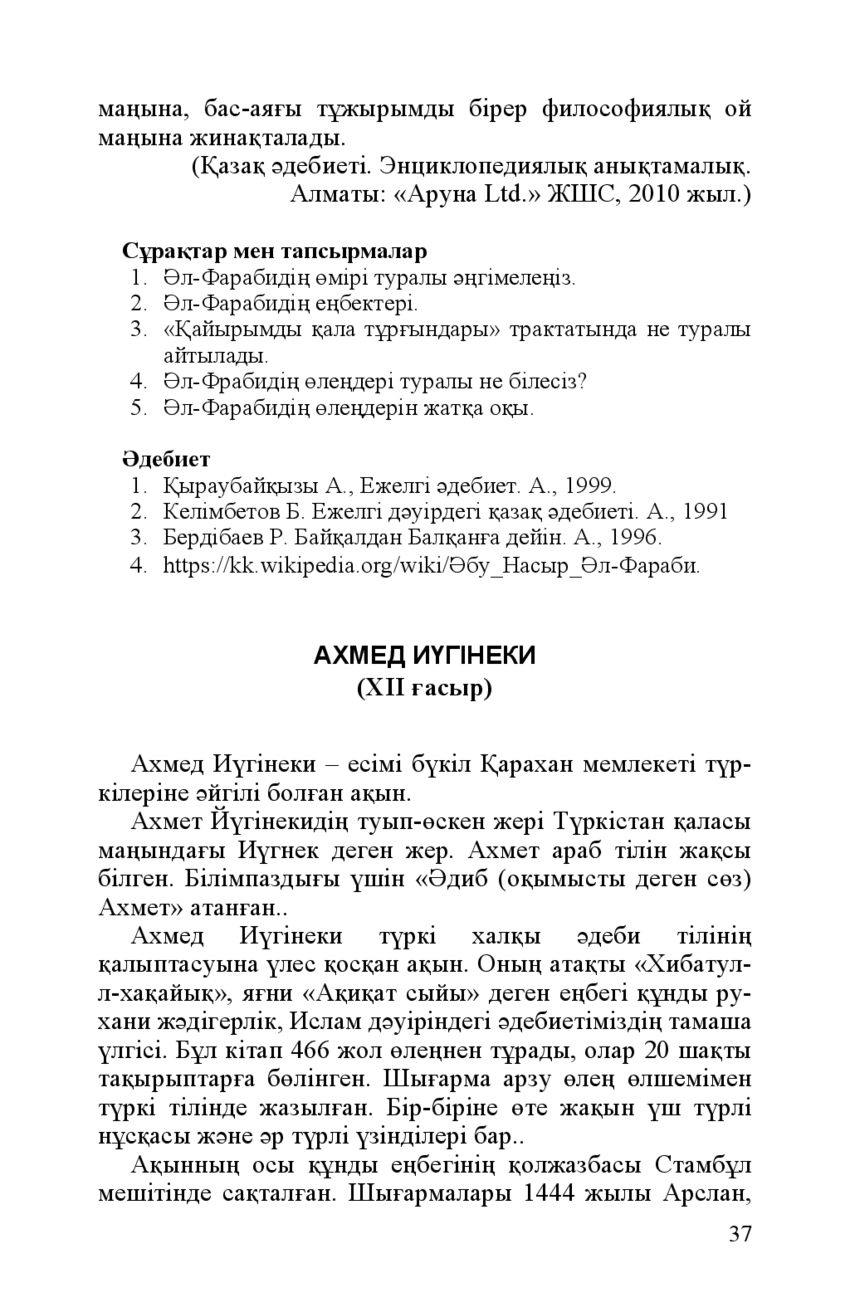 маңына, бас-аяғы тұжырымды бірер философиялық ой
маңына жинақталады.
(Қазақ әдебиеті. Энциклопедиялық анықтамалық.
Алматы: «Аруна Ltd.» ЖШС, 2010 жыл.)
Сұрақтар мен тапсырмалар
1. Әл-Фарабидің өмірі туралы әңгімелеңіз.
2. Әл-Фарабидің еңбектері.
3. «Қайырымды қала тұрғындары» трактатында не туралы
айтылады.
4. Әл-Фрабидің өлеңдері туралы не білесіз?
5. Әл-Фарабидің өлеңдерін жатқа оқы.
Әдебиет
1. Қыраубайқызы А., Ежелгі әдебиет. А., 1999.
2. Келімбетов Б. Ежелгі дәуірдегі қазақ әдебиеті. А., 1991
3. Бердібаев Р. Байқалдан Балқанға дейін. А., 1996.
4. https://kk.wikipedia.org/wiki/Әбу_Насыр_Әл-Фараби.
АХМЕД ИҮГІНЕКИ
(XII ғасыр)
Ахмед Иүгінеки – есімі бүкіл Қарахан мемлекеті түр-
кілеріне әйгілі болған ақын.
Ахмет Йүгінекидің туып-өскен жері Түркістан қаласы
маңындағы Иүгнек деген жер. Ахмет араб тілін жақсы
білген. Білімпаздығы үшін «Әдиб (оқымысты деген сөз)
Ахмет» атанған..
Ахмед Иүгінеки түркі халқы әдеби тілінің
қалыптасуына үлес қосқан ақын. Оның атақты «Хибатул-
л-хақайық», яғни «Ақиқат сыйы» деген еңбегі құнды ру-
хани жәдігерлік, Ислам дәуіріндегі әдебиетіміздің тамаша
үлгісі. Бұл кітап 466 жол өлеңнен тұрады, олар 20 шақты
тақырыптарға бөлінген. Шығарма арзу өлең өлшемімен
түркі тілінде жазылған. Бір-біріне өте жақын үш түрлі
нұсқасы және әр түрлі үзінділері бар..
Ақынның осы құнды еңбегінің қолжазбасы Стамбұл
мешітінде сақталған. Шығармалары 1444 жылы Арслан,
37